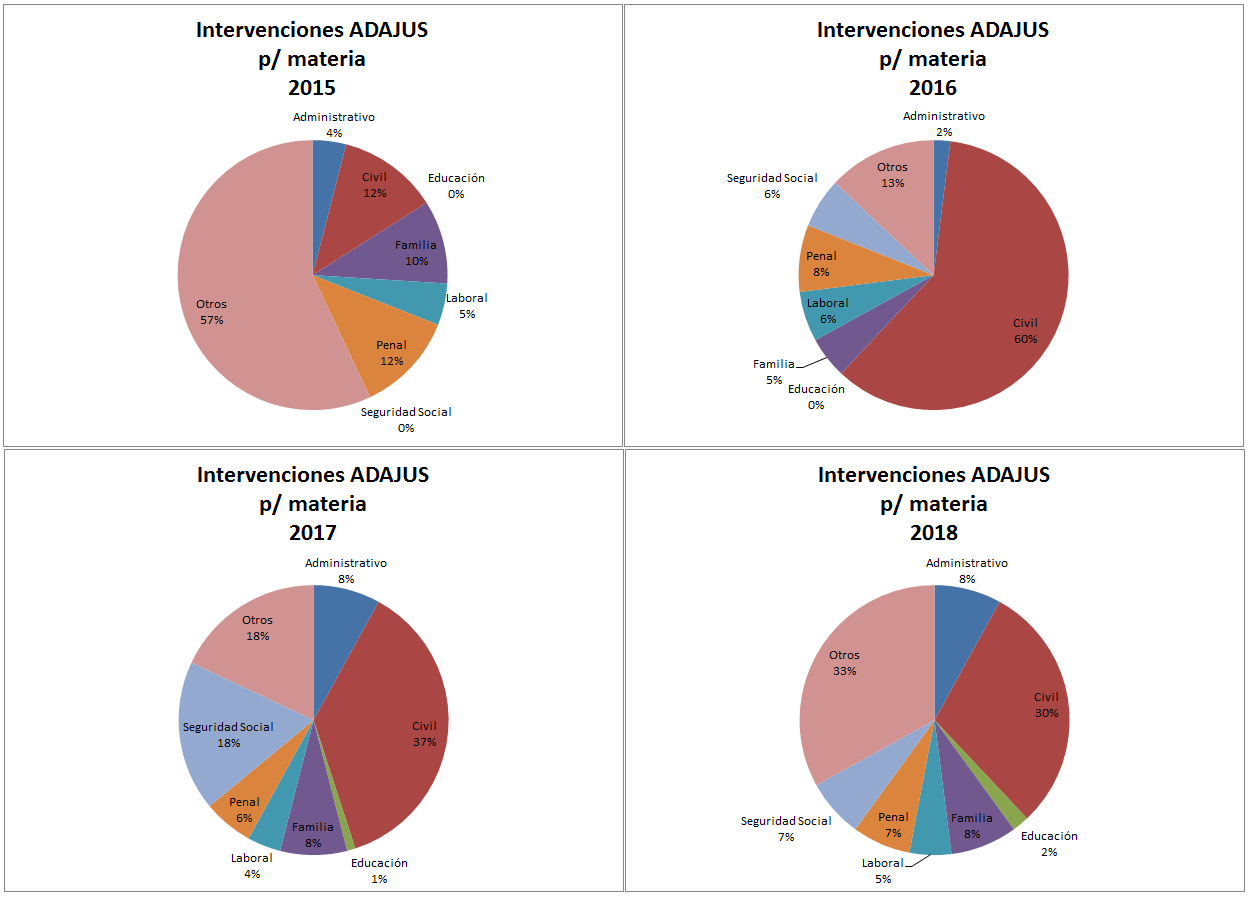 Intervenciones ADAJUS
p/ materia
2015
Administrativo
4%
Civil
12%
Educación
0%
Familia
10%
Laboral
5%
Penal
12%
Seguridad Social
0%
Otros
57%
Intervenciones ADAJUS
p/ materia
2016
Administrativo
2%
Civil
60%
Educación
0%
Familia
5%
Laboral
6%
Penal
8%
Seguridad Social
6%
Otros
13%
Intervenciones ADAJUS
p/ materia
2017
Administrativo
8%
Civil
37%
Educación
1%
Familia
8%
Laboral
4%
Penal
6%
Seguridad Social
18%
Otros
18%
Intervenciones ADAJUS
p/ materia
2018
Administrativo
8%
Civil
30%
Educación
2%
Familia
8%
Laboral
5%
Penal
7%
Seguridad Social
7%
Otros
33%